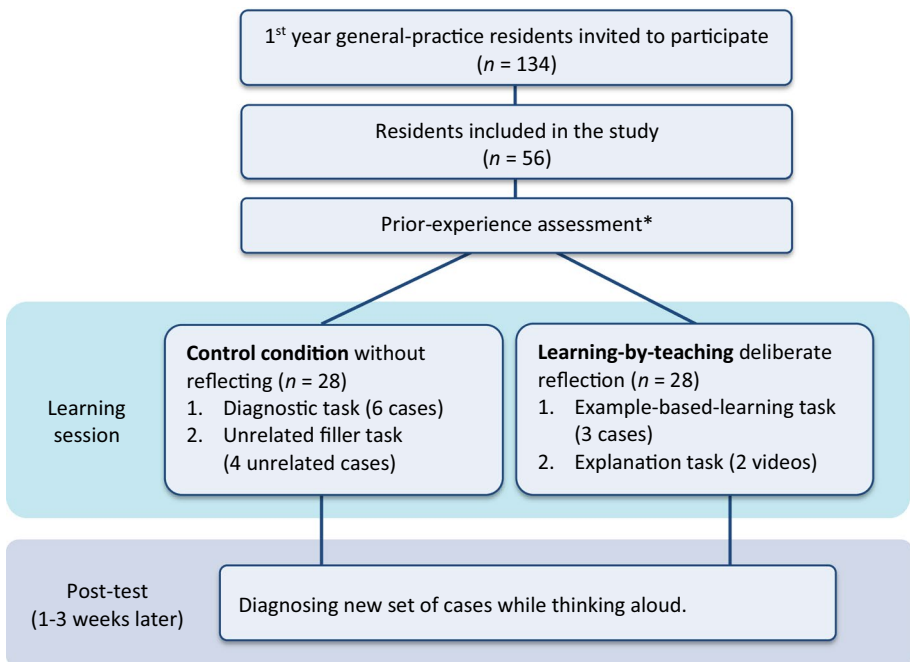 1st year general-practice residents invited to participate
(n = 134)
Residents included in the study
(n = 56)
Prior-experience assessment*
Learning
session
Control condition without
reflecting (n = 28)
1. Diagnostic task (6 cases)
2. Unrelated filler task
(4 unrelated cases)
Learning-by-teaching deliberate
reflection (n = 28)
1. Example-based-learning task
(3 cases)
2. Explanation task (2 videos)
Post-test
(1-3 weeks later)
Diagnosing new set of cases while thinking aloud.